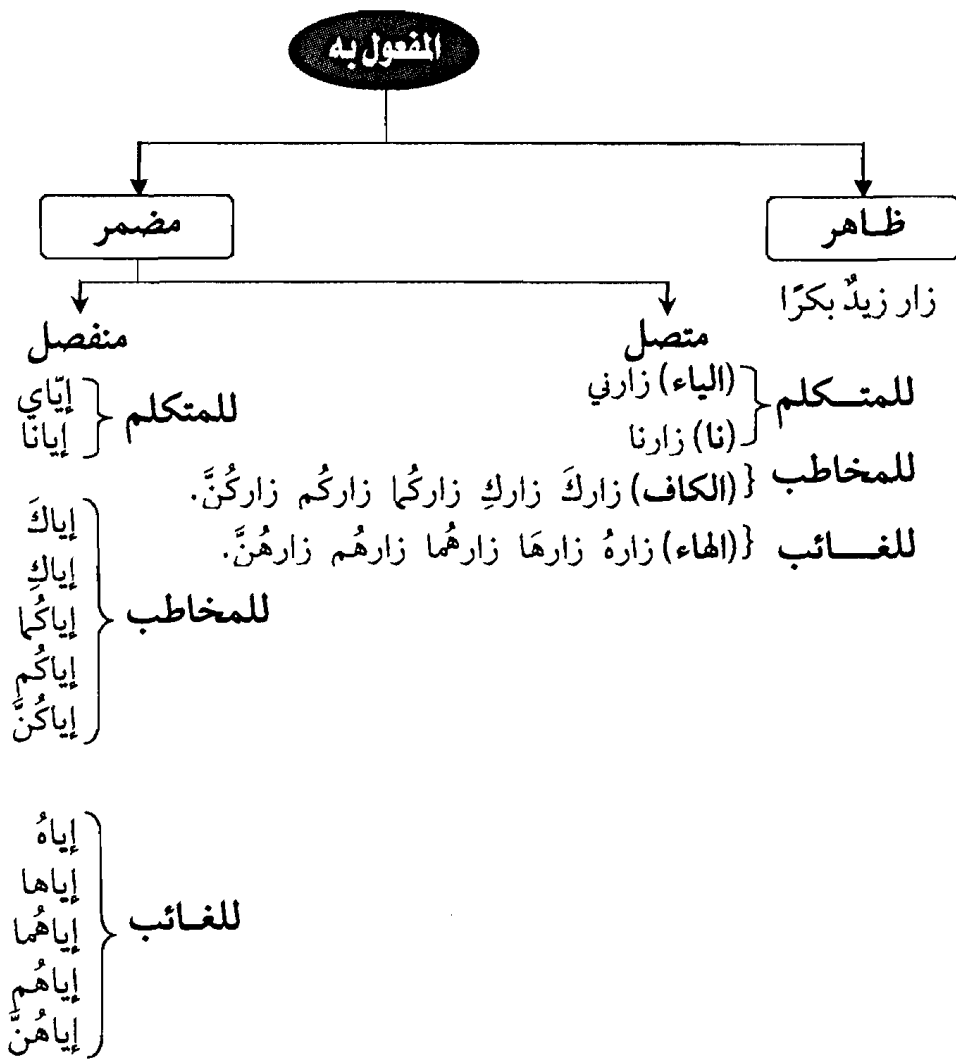 المفعول به
ظاهر
مضمر
زار زيدٌ بكرًا
متصل
للمتكلم { (الياء) زارني
(نا) زارنا
للمخاطب { (الكاف) زاركَ زاركِ زاركُما زاركُم زاركُنَّ.
للغائب { (الهاء) زارهُ زارهَا زارهُما زارهُم زارهُنَّ.
منفصل
للمتكلم { إيّاي
إيانا
للمخاطب { إياكَ
إياكِ
إياكُما
إياكُم
إياكُنَّ
للغائب { إياهُ
إياها
إياهُما
إياهُم
إياهُنَّ